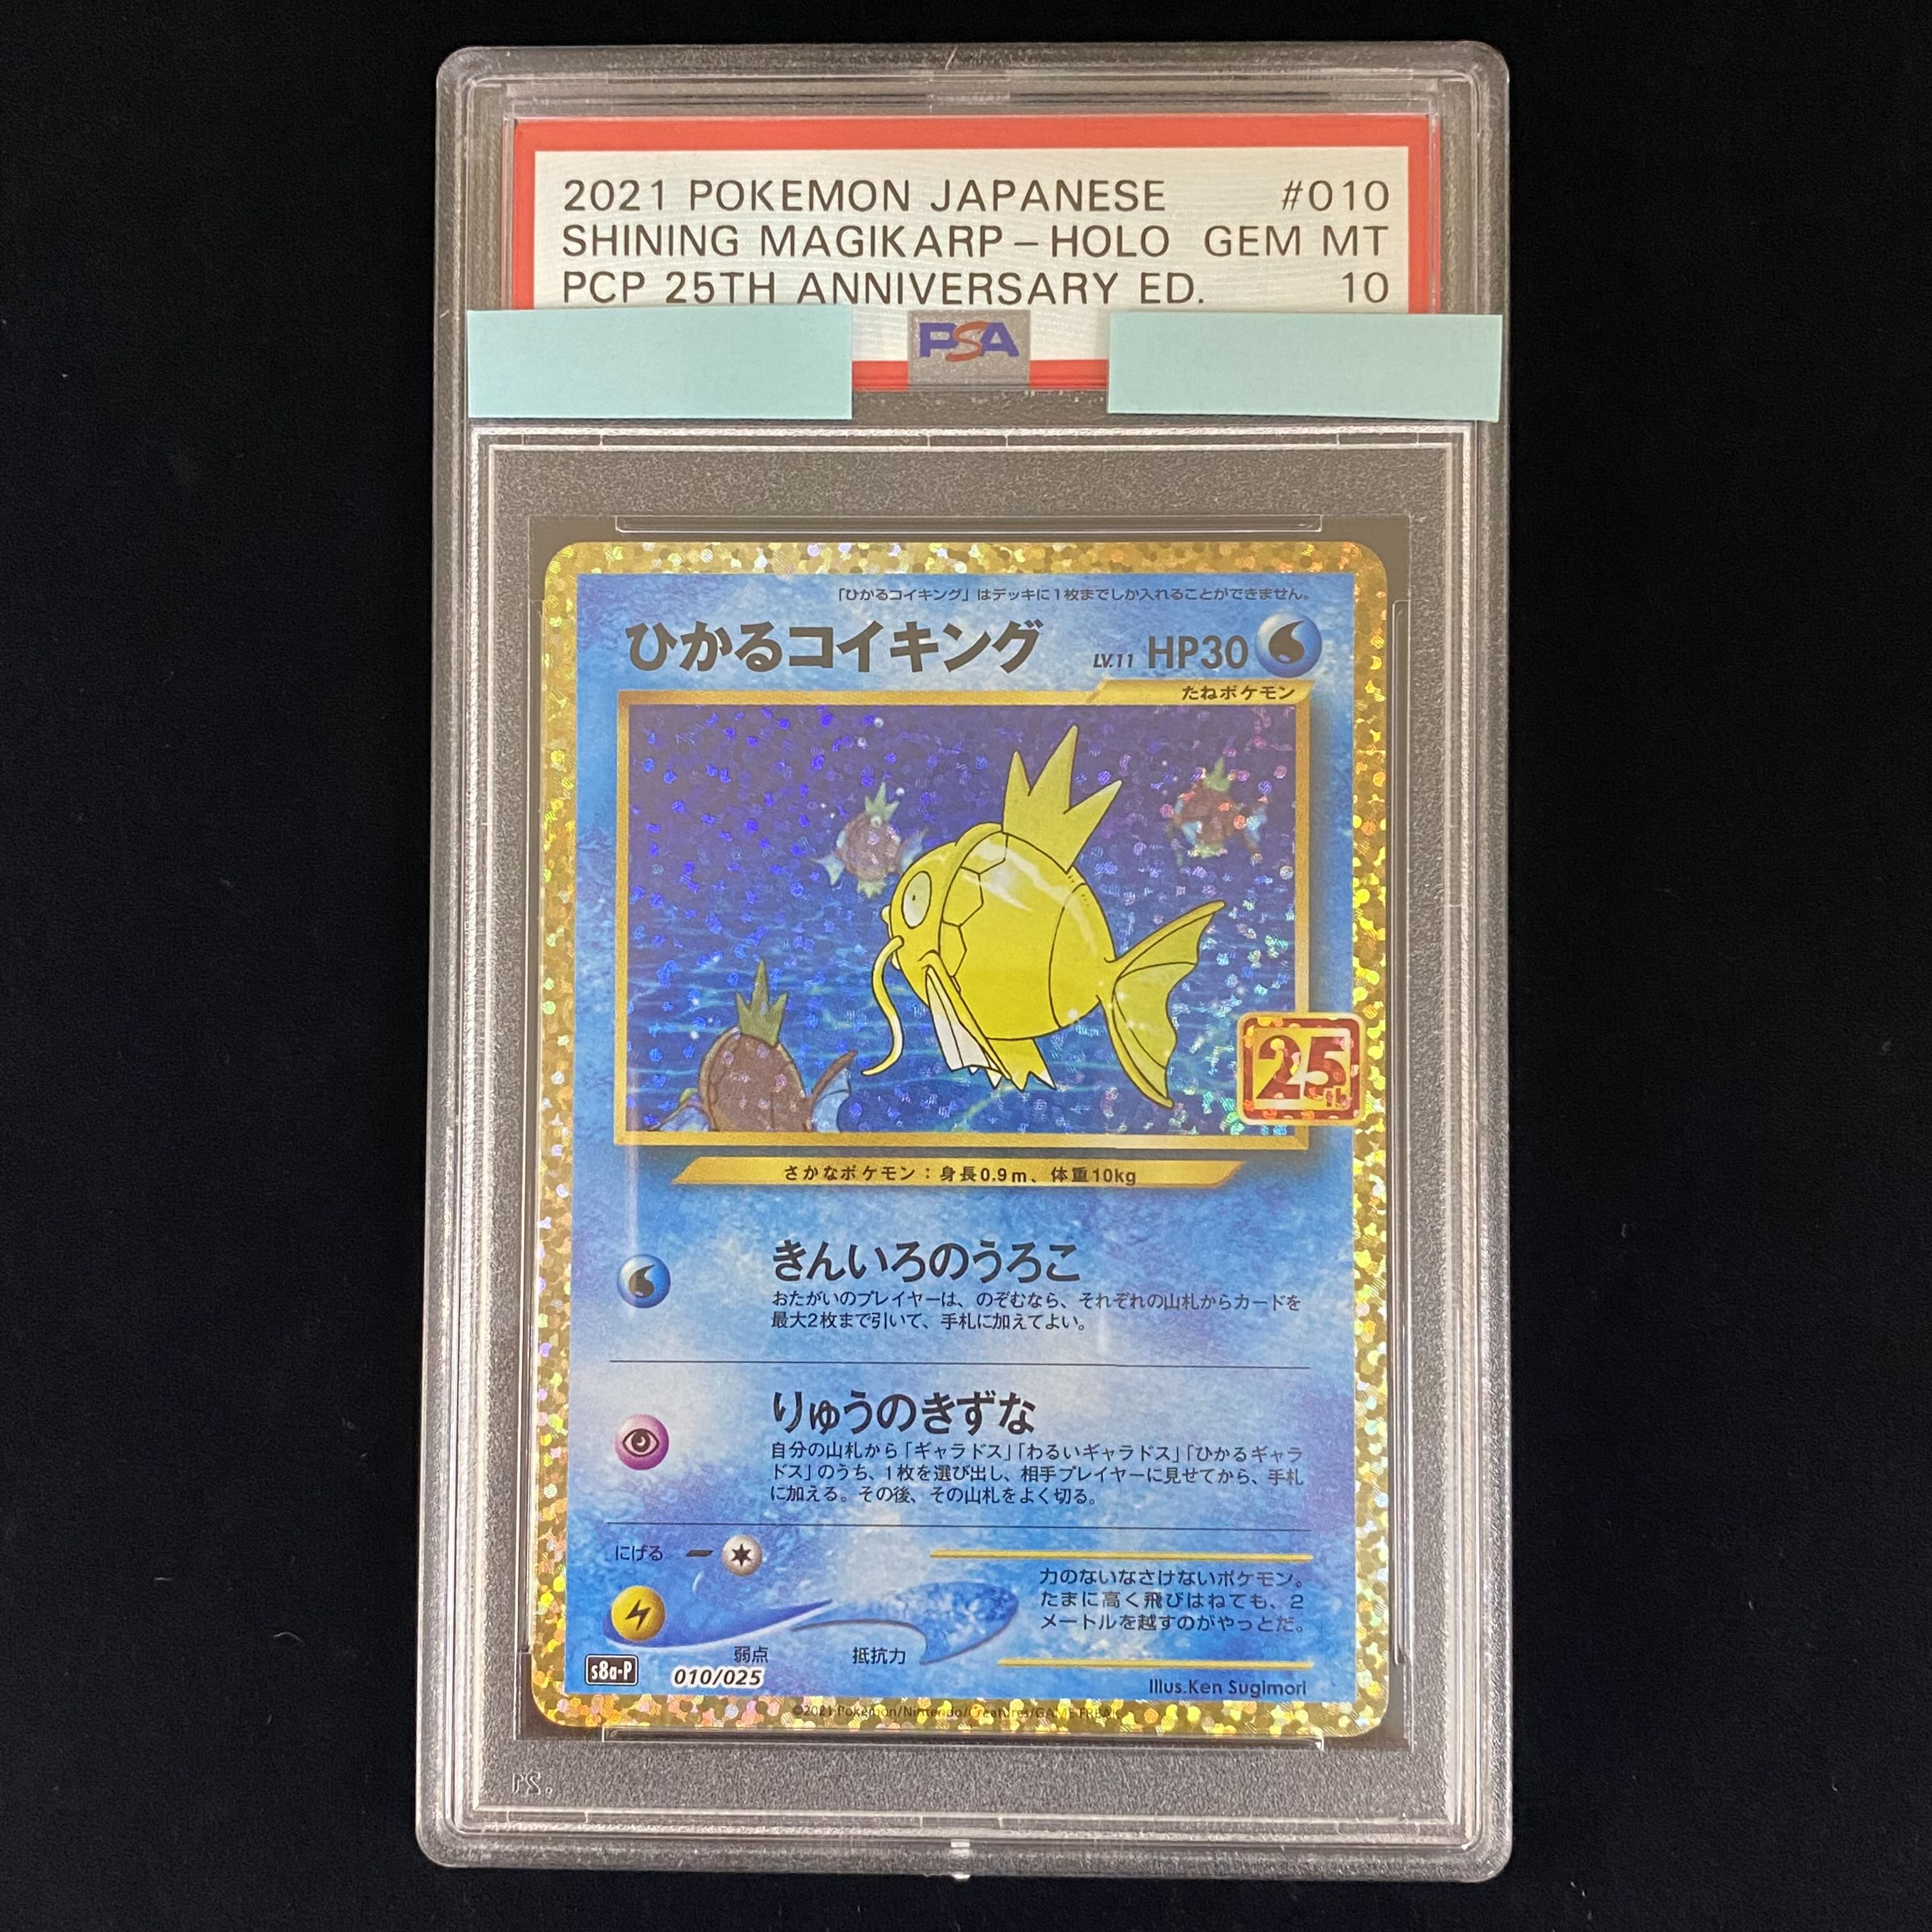 2021 POKEMON JAPANESE #010
SHINING MAGIKARP-HOLO GEM MT
PCP 25TH ANNIVERSARY ED. 10
PSA
「ひかるコイキング」はデッキに1枚までしか入れることができません。
ひかるコイキング LV.11 HP30
たねポケモン
25th
さかなポケモン：身長0.9m、体重10kg
きんいろのうろこ
おたがいのプレイヤーは、のぞむなら、それぞれの山札からカードを
最大2枚まで引いて、手札に加えてよい。
りゅうのきずな
自分の山札から「ギャラドス」「わるいギャラドス」「ひかるギャラ
ドス」のうち、1枚を選び出し、相手プレイヤーに見せてから、手札
に加える。その後、その山札をよく切る。
にげる
力のないなさけないポケモン。
たまに高く飛びはねても、2
メートルを越すのがやっとだ。
弱点 抵抗力
s8a-P 010/025
Illus.Ken Sugimori
©2021 Pokémon/Nintendo/Creatures/GAME FREAK